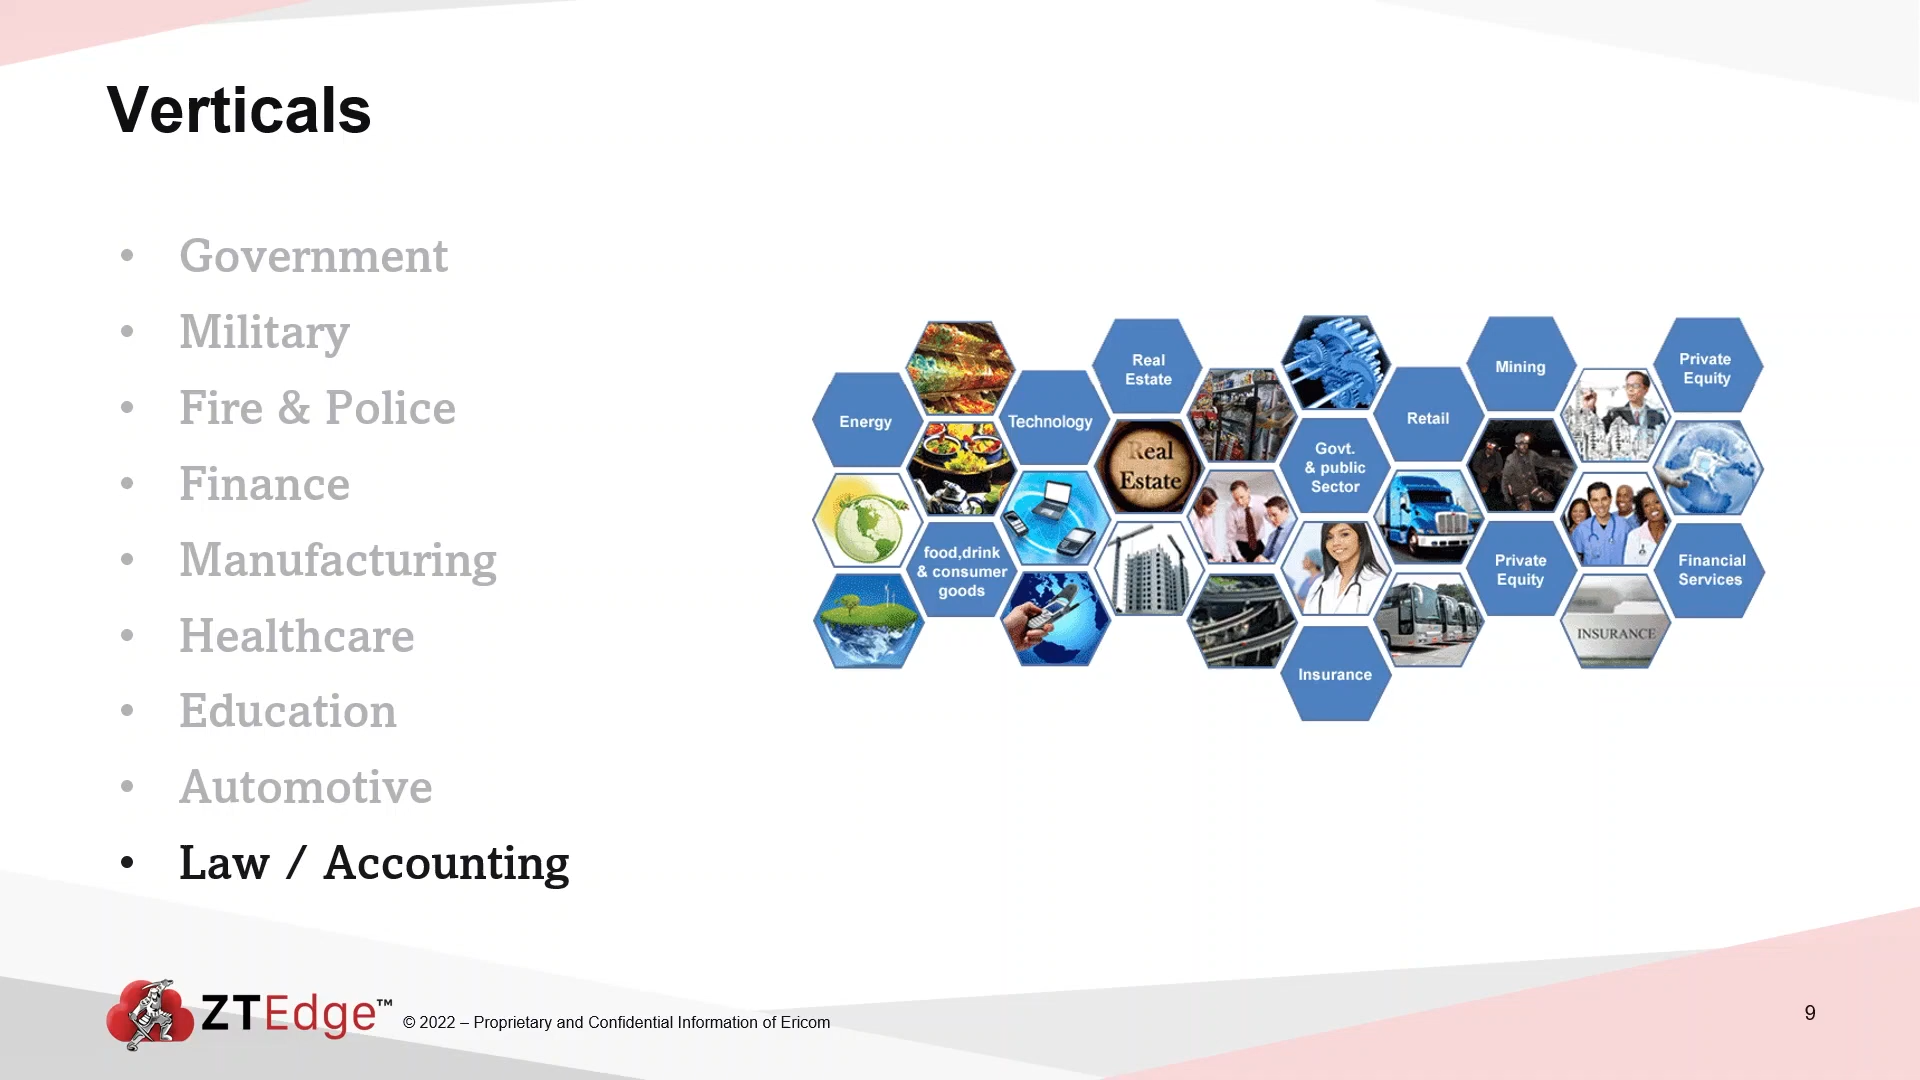 Verticals
• Government
• Military
• Fire & Police
• Finance
• Manufacturing
• Healthcare
• Education
• Automotive
• Law / Accounting
Energy
Technology
Real
Estate
Real
Estate
food,drink
& consumer
goods
Govt.
& public
Sector
Retail
Mining
Private
Equity
Private
Equity
Financial
Services
INSURANCE
Insurance
ZTEdge™
© 2022 – Proprietary and Confidential Information of Ericom
9